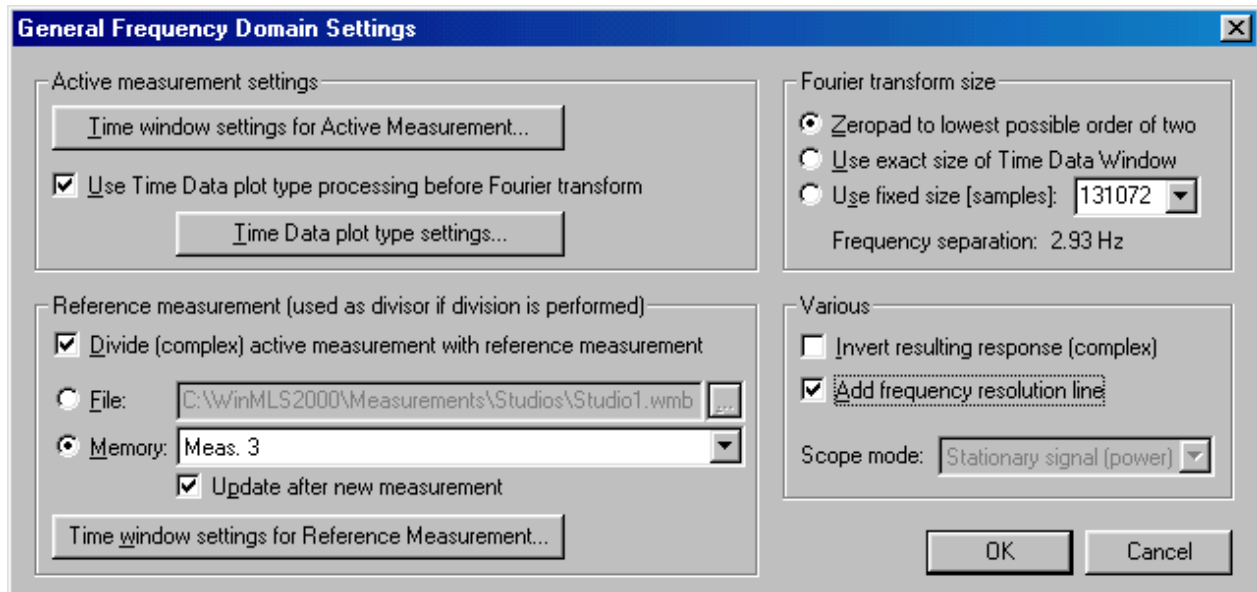 General Frequency Domain Settings
Active measurement settings
Time window settings for Active Measurement...
Use Time Data plot type processing before Fourier transform
Time Data plot type settings...
Fourier transform size
Zeropad to lowest possible order of two
Use exact size of Time Data Window
Use fixed size [samples]: 131072
Frequency separation: 2.93 Hz
Reference measurement (used as divisor if division is performed)
Divide (complex) active measurement with reference measurement
File: C:\WinMLS2000\Measurements\Studios\Studio1.wmb ...
Memory: Meas. 3
Update after new measurement
Time window settings for Reference Measurement...
Various
Invert resulting response (complex)
Add frequency resolution line
Scope mode: Stationary signal (power)
OK Cancel